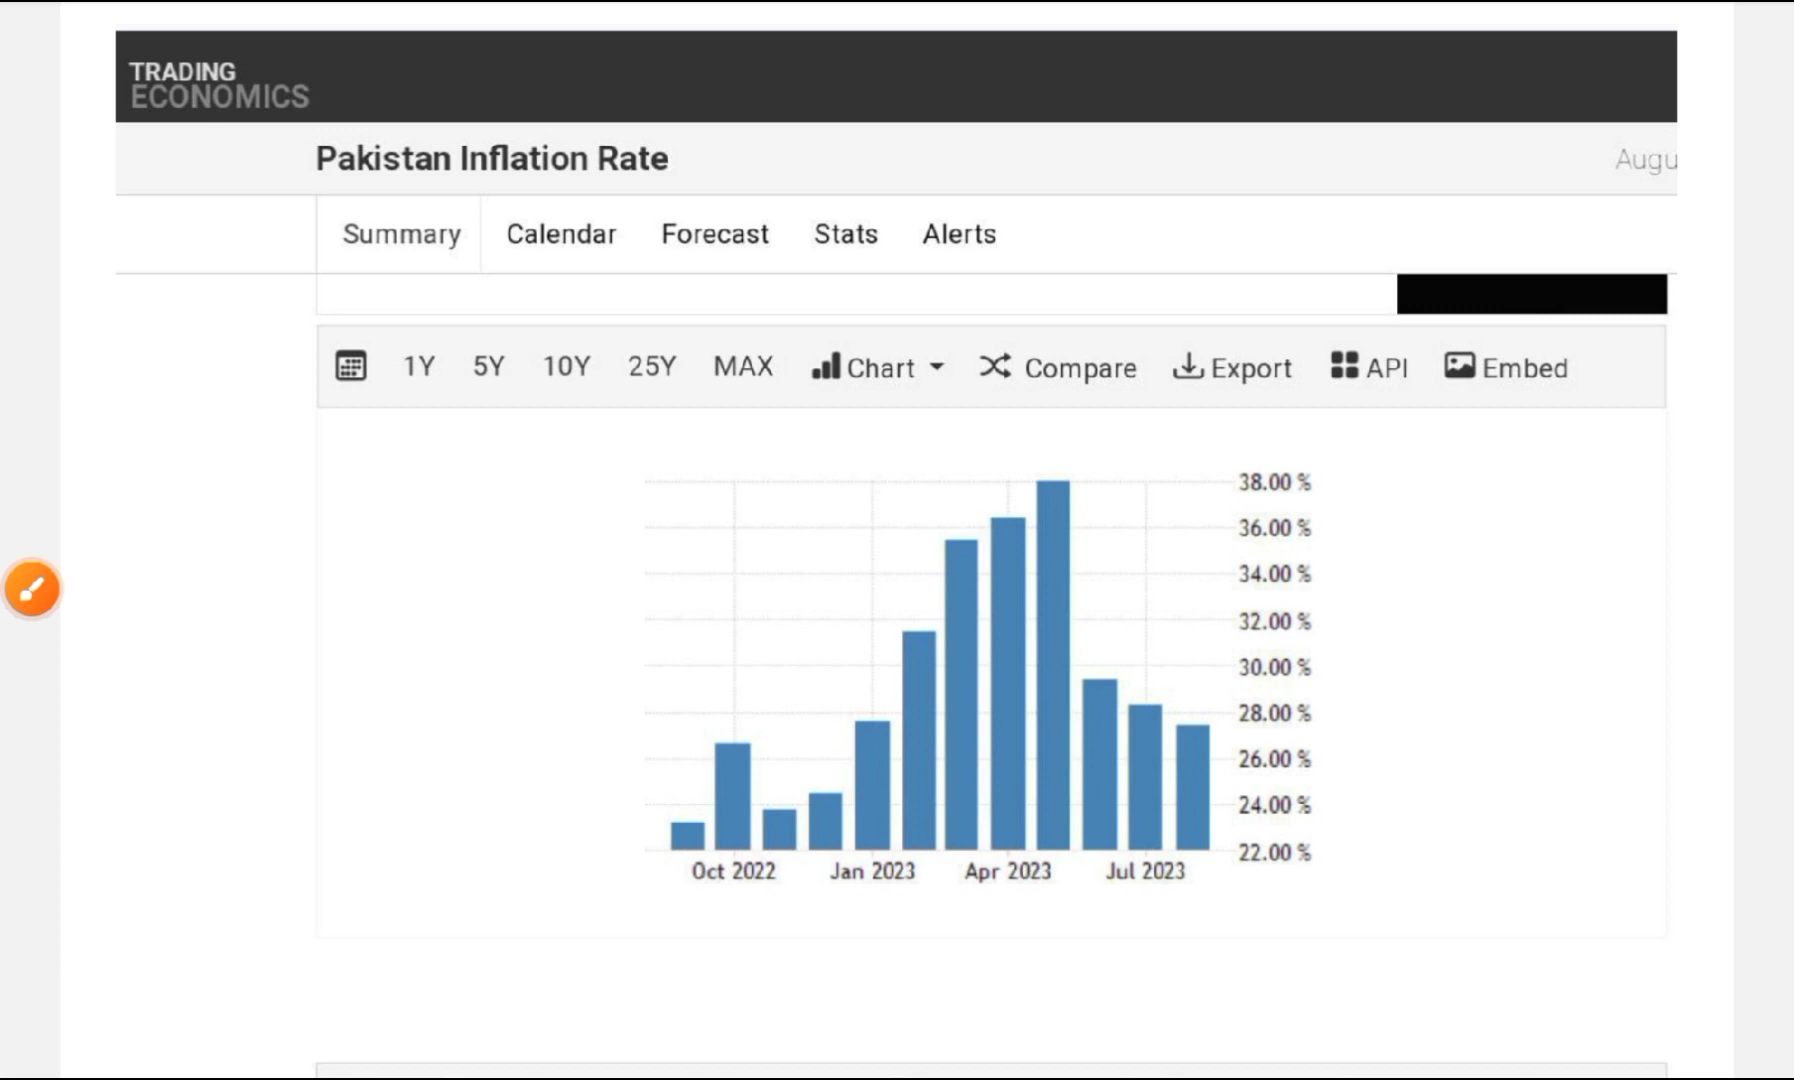 TRADING
ECONOMICS
Pakistan Inflation Rate
Augu
Summary Calendar Forecast Stats Alerts
1Y 5Y 10Y 25Y MAX Chart Compare Export API Embed
38.00 %
36.00 %
34.00 %
32.00 %
30.00 %
28.00 %
26.00 %
24.00 %
22.00 %
Oct 2022 Jan 2023 Apr 2023 Jul 2023